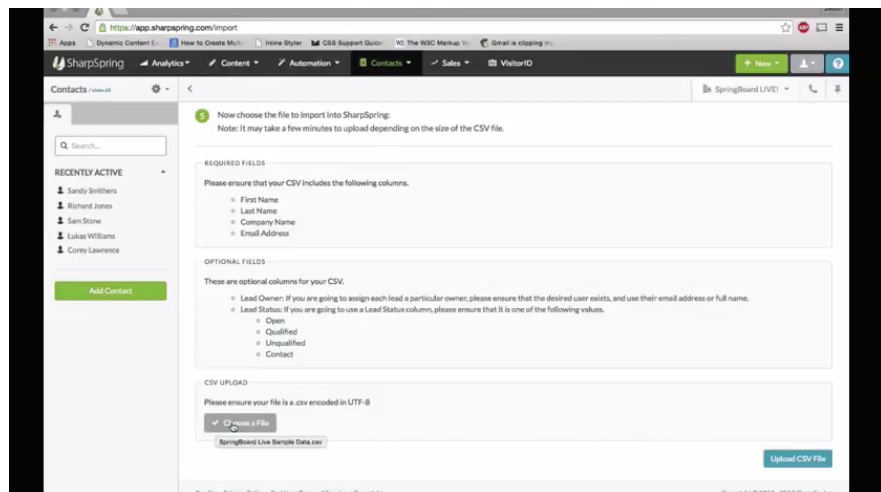 https://app.sharpspring.com/import
Apps Dynamic Content E How to Create Multi Inline Styler CSS Support Guide The W3C Markup V Gmail is clipping m
SharpSpring Analytics Content Automation Contacts Sales VisitorID + New
Contacts / view all
SpringBoard LIVE!
5 Now choose the file to import into SharpSpring:
Note: It may take a few minutes to upload depending on the size of the CSV file.
Search...
RECENTLY ACTIVE
Sandy Smithers
Richard Jones
Sam Stone
Lukas Williams
Corey Lawrence
Add Contact
REQUIRED FIELDS
Please ensure that your CSV includes the following columns.
First Name
Last Name
Company Name
Email Address
OPTIONAL FIELDS
These are optional columns for your CSV.
Lead Owner: If you are going to assign each lead a particular owner, please ensure that the desired user exists, and use their email address or full name.
Lead Status: If you are going to use a Lead Status column, please ensure that it is one of the following values.
Open
Qualified
Unqualified
Contact
CSV UPLOAD
Please ensure your file is a .csv encoded in UTF-8
Choose a File
SpringBoard Live Sample Data.csv
Upload CSV File